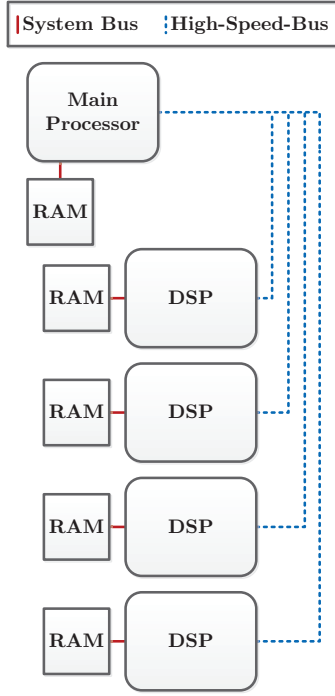 System Bus High-Speed-Bus
Main
Processor
RAM
RAM DSP
RAM DSP
RAM DSP
RAM DSP